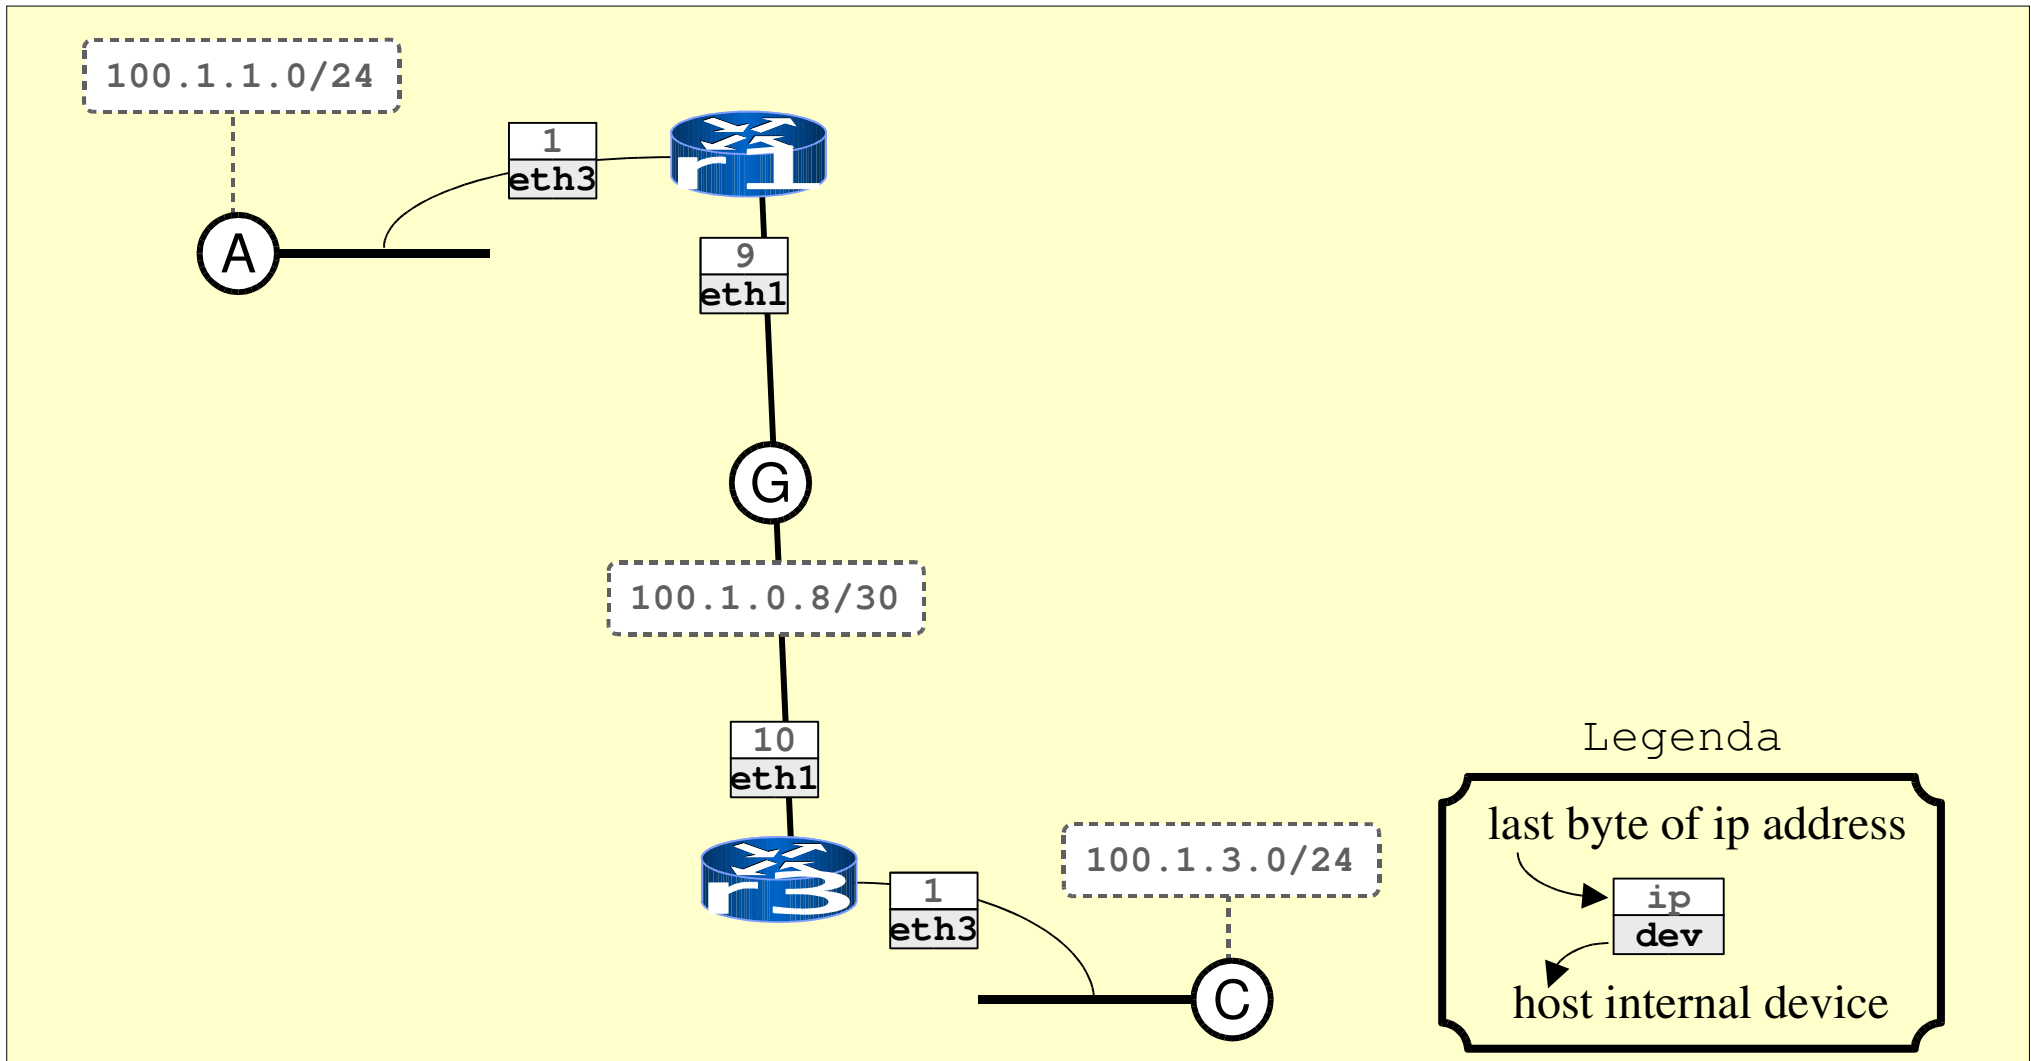 100.1.1.0/24
1
eth3
r1
A
9
eth1
G
100.1.0.8/30
10
eth1
r3
1
eth3
100.1.3.0/24
C
Legenda
last byte of ip address
ip
dev
host internal device